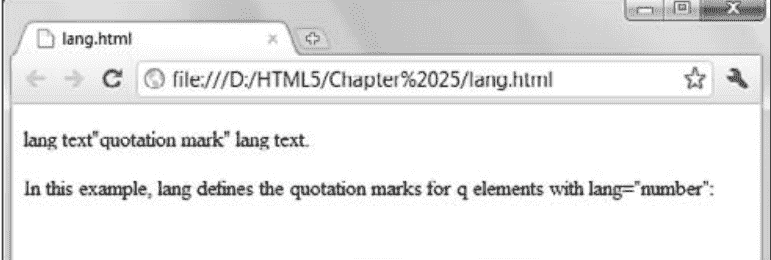 lang.html
file:///D:/HTML5/Chapter%2025/lang.html
lang text"quotation mark" lang text.
In this example, lang defines the quotation marks for q elements with lang="number":